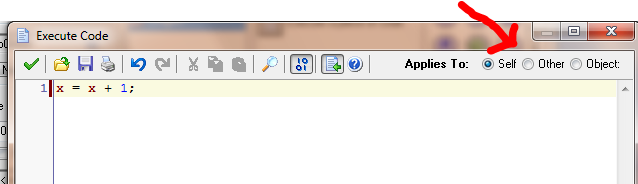 Execute Code
Applies To: Self Other Object:
1 x = x + 1;